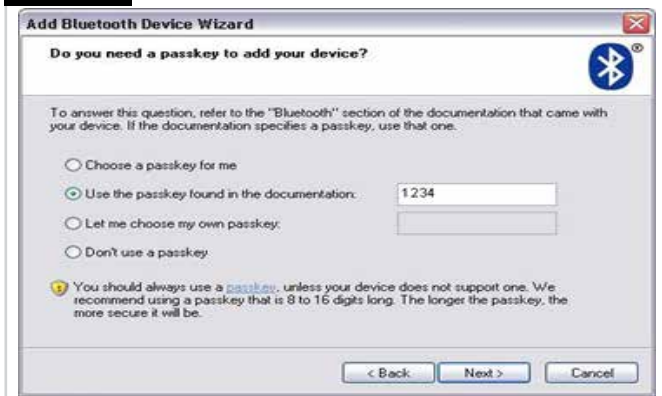 Add Bluetooth Device Wizard
Do you need a passkey to add your device?
®
To answer this question, refer to the "Bluetooth" section of the documentation that came with
your device. If the documentation specifies a passkey, use that one.
Choose a passkey for me
Use the passkey found in the documentation: 1234
Let me choose my own passkey:
Don't use a passkey
You should always use a passkey, unless your device does not support one. We
recommend using a passkey that is 8 to 16 digits long. The longer the passkey, the
more secure it will be.
< Back Next > Cancel